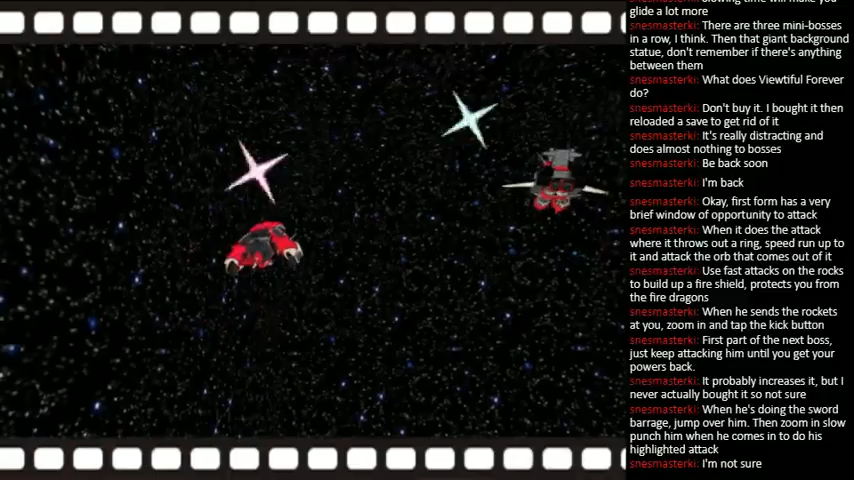 glide a lot more
snesmasterki: There are three mini-bosses
in a row, I think. Then that giant background
statue, don't remember if there's anything
between them
snesmasterki: What does Viewtiful Forever
do?
snesmasterki: Don't buy it. I bought it then
reloaded a save to get rid of it
snesmasterki: It's really distracting and
does almost nothing to bosses
snesmasterki: Be back soon
snesmasterki: I'm back
snesmasterki: Okay, first form has a very
brief window of opportunity to attack
snesmasterki: When it does the attack
where it throws out a ring, speed run up to
it and attack the orb that comes out of it
snesmasterki: Use fast attacks on the rocks
to build up a fire shield, protects you from
the fire dragons
snesmasterki: When he sends the rockets
at you, zoom in and tap the kick button
snesmasterki: First part of the next boss,
just keep attacking him until you get your
powers back.
snesmasterki: It probably increases it, but I
never actually bought it so not sure
snesmasterki: When he's doing the sword
barrage, jump over him. Then zoom in slow
punch him when he comes in to do his
highlighted attack
snesmasterki: I'm not sure